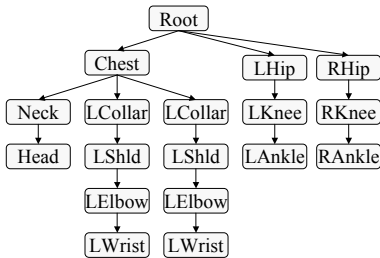 Root
Chest LHip RHip
Neck LCollar LCollar LKnee RKnee
Head LShld LShld LAnkle RAnkle
LElbow LElbow
LWrist LWrist